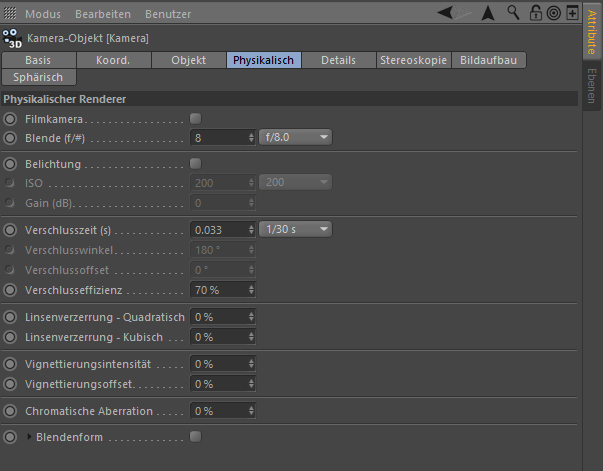 Modus Bearbeiten Benutzer
3D Kamera-Objekt [Kamera]
Basis Koord. Objekt Physikalisch Details Stereoskopie Bildaufbau
Sphärisch
Physikalischer Renderer
Filmkamera
Blende (f/#) 8 f/8.0
Belichtung
ISO 200 200
Gain (dB) 0
Verschlusszeit (s) 0.033 1/30 s
Verschlusswinkel 180 °
Verschlussoffset 0 °
Verschlusseffizienz 70 %
Linsenverzerrung - Quadratisch 0 %
Linsenverzerrung - Kubisch 0 %
Vignettierungsintensität 0 %
Vignettierungsoffset 0 %
Chromatische Aberration 0 %
Blendenform
Attribute
Ebenen